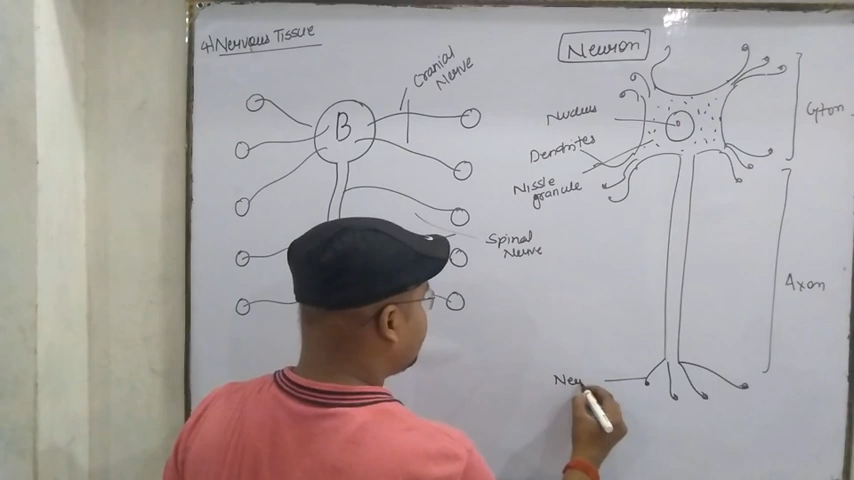 4) Nervous Tissue
Cranial
Nerve
B
Spinal
Nerve
Neuron
Nucleus
Dendrites
Nissle
granule
Cyton
Axon
Neu